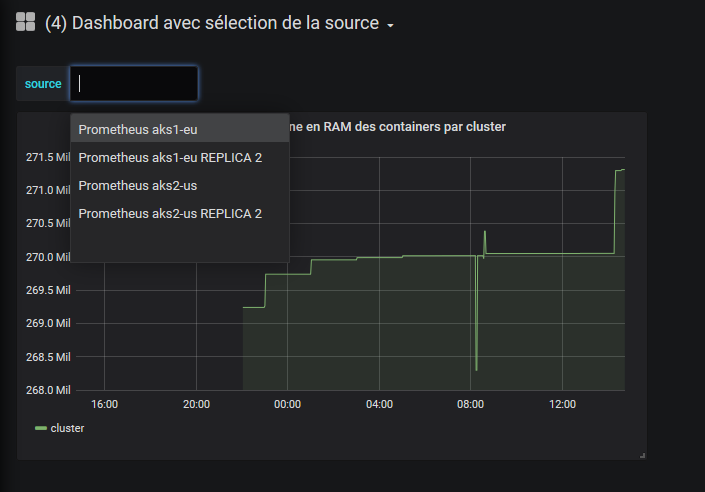 (4) Dashboard avec sélection de la source
source
Prometheus aks1-eu
Prometheus aks1-eu REPLICA 2
Prometheus aks2-us
Prometheus aks2-us REPLICA 2
ne en RAM des containers par cluster
271.5 Mil
271.0 Mil
270.5 Mil
270.0 Mil
269.5 Mil
269.0 Mil
268.5 Mil
268.0 Mil
16:00 20:00 00:00 04:00 08:00 12:00
cluster